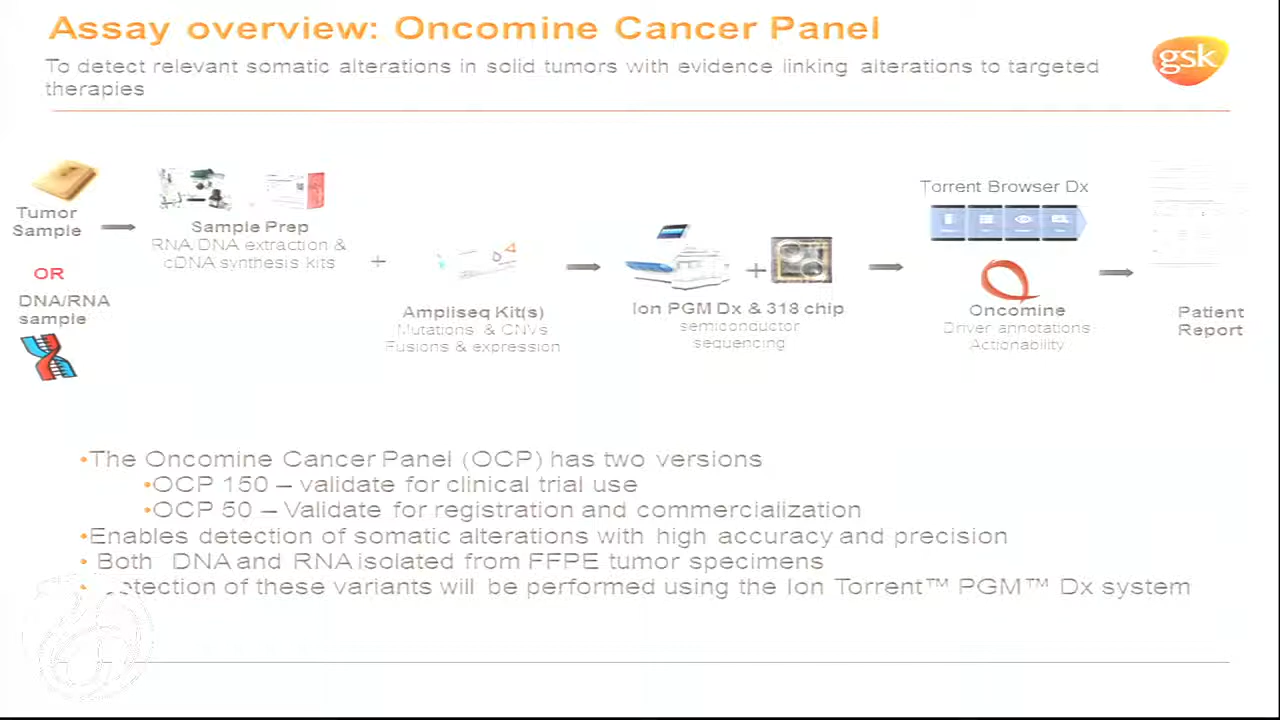 Assay overview: Oncomine Cancer Panel
To detect relevant somatic alterations in solid tumors with evidence linking alterations to targeted
therapies
gsk
Tumor
Sample
OR
DNA/RNA
sample
Sample Prep
RNA/DNA extraction &
cDNA synthesis kits
+
Ampliseq Kit(s)
Mutations & CNVs
Fusions & expression
+
Ion PGM Dx & 318 chip
semiconductor
sequencing
Torrent Browser Dx
Oncomine
Driver annotations
Actionability
Patient
Report
•The Oncomine Cancer Panel (OCP) has two versions
•OCP 150 – validate for clinical trial use
•OCP 50 – Validate for registration and commercialization
•Enables detection of somatic alterations with high accuracy and precision
• Both DNA and RNA isolated from FFPE tumor specimens
• Detection of these variants will be performed using the Ion Torrent™ PGM™ Dx system